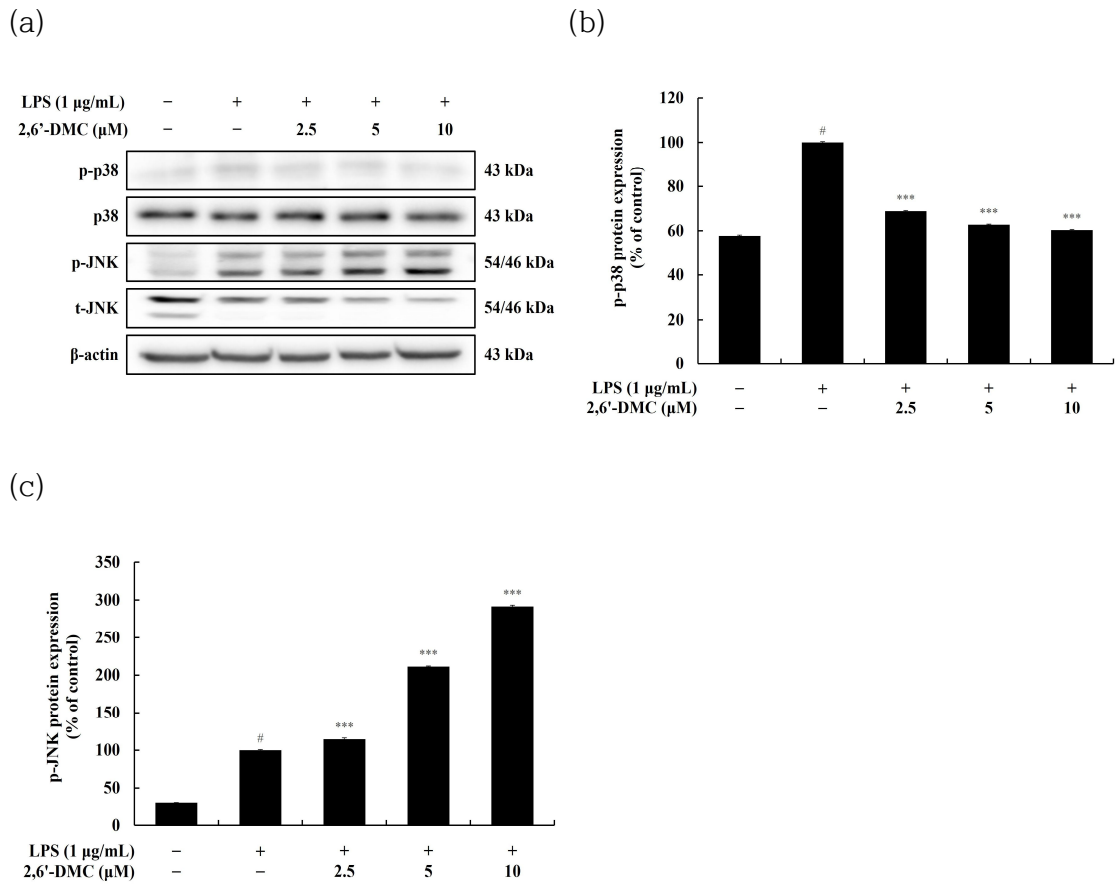 (a)
LPS (1 μg/mL) − + + + +
2,6’-DMC (μM) − − 2.5 5 10
p-p38 43 kDa
p38 43 kDa
p-JNK 54/46 kDa
t-JNK 54/46 kDa
β-actin 43 kDa
(b)
p-p38 protein expression
(% of control)
120
100
80
60
40
20
0
#
***
***
***
LPS (1 μg/mL) − + + + +
2,6'-DMC (μM) − − 2.5 5 10
(c)
p-JNK protein expression
(% of control)
350
300
250
200
150
100
50
0
#
***
***
***
LPS (1 μg/mL) − + + + +
2,6'-DMC (μM) − − 2.5 5 10